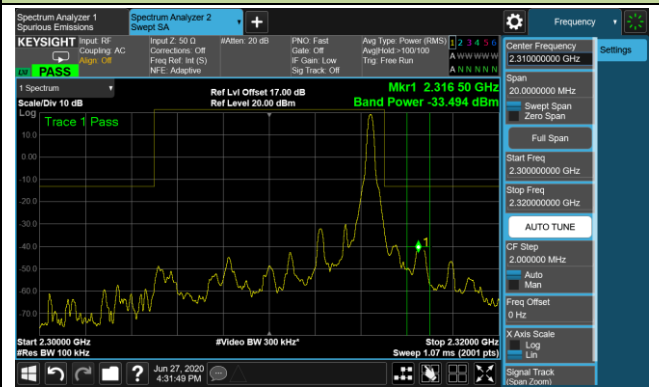 Spectrum Analyzer 1
Spurious Emissions
Spectrum Analyzer 2
Swept SA
Frequency
KEYSIGHT
Input: RF
Coupling: AC
Align: Off
Input Z: 50 Ω
Corrections: Off
Freq Ref: Int (S)
NFE: Adaptive
#Atten: 20 dB
PNO: Fast
Gate: Off
IF Gain: Low
Sig Track: Off
Avg Type: Power (RMS)
Avg|Hold:>100/100
Trig: Free Run
1 2 3 4 5 6
A W W W W W
A N N N N N
LXI PASS
1 Spectrum
Scale/Div 10 dB
Ref Lvl Offset 17.00 dB
Ref Level 20.00 dBm
Mkr1 2.316 50 GHz
Band Power -33.494 dBm
Log
Trace 1 Pass
10.0
0.00
-10.0
-20.0
-30.0
-40.0
-50.0
-60.0
-70.0
1
Start 2.30000 GHz
#Res BW 100 kHz
#Video BW 300 kHz*
Stop 2.32000 GHz
Sweep 1.07 ms (2001 pts)
Center Frequency
2.310000000 GHz
Settings
Span
20.0000000 MHz
Swept Span
Zero Span
Full Span
Start Freq
2.300000000 GHz
Stop Freq
2.320000000 GHz
AUTO TUNE
CF Step
2.000000 MHz
Auto
Man
Freq Offset
0 Hz
X Axis Scale
Log
Lin
Signal Track
(Span Zoom)
?
Jun 27, 2020
4:31:49 PM